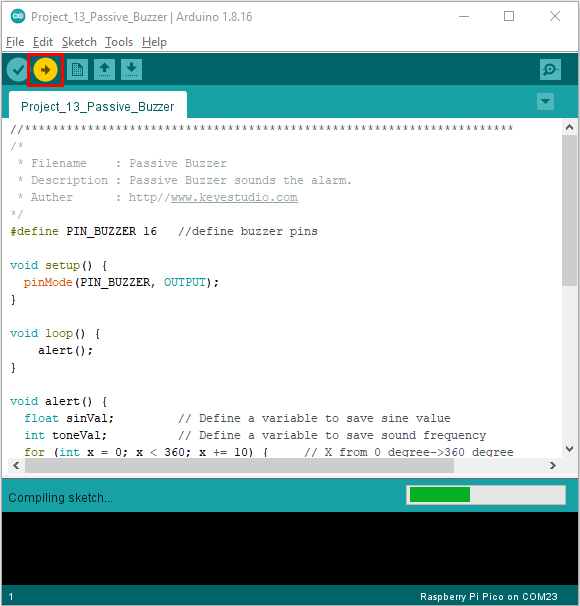 Project_13_Passive_Buzzer | Arduino 1.8.16
File Edit Sketch Tools Help
Project_13_Passive_Buzzer
//**********************************************************************
/*
 * Filename    : Passive Buzzer
 * Description : Passive Buzzer sounds the alarm.
 * Auther      : http//www.keyestudio.com
*/
#define PIN_BUZZER 16   //define buzzer pins
void setup() {
  pinMode(PIN_BUZZER, OUTPUT);
}
void loop() {
    alert();
}
void alert() {
  float sinVal;         // Define a variable to save sine value
  int toneVal;          // Define a variable to save sound frequency
  for (int x = 0; x < 360; x += 10) {     // X from 0 degree->360 degree
Compiling sketch...
1
Raspberry Pi Pico on COM23